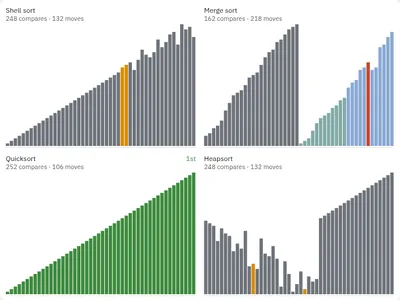 Shell sort
248 compares · 132 moves
Merge sort
162 compares · 218 moves
Quicksort
1st
252 compares · 106 moves
Heapsort
248 compares · 132 moves